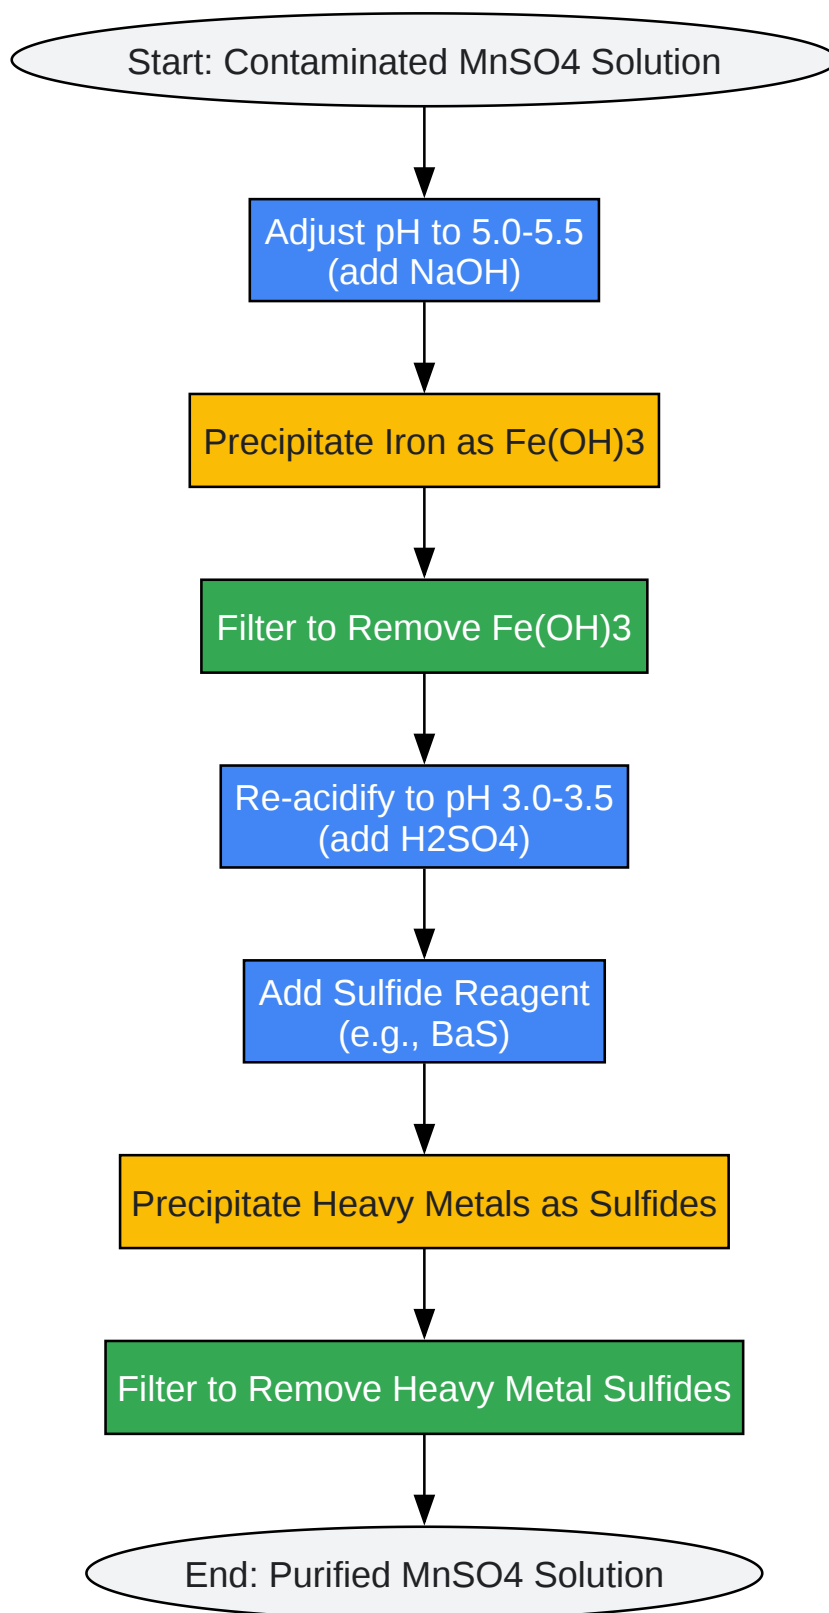 Start: Contaminated MnSO4 Solution
Adjust pH to 5.0-5.5
(add NaOH)
Precipitate Iron as Fe(OH)3
Filter to Remove Fe(OH)3
Re-acidify to pH 3.0-3.5
(add H2SO4)
Add Sulfide Reagent
(e.g., BaS)
Precipitate Heavy Metals as Sulfides
Filter to Remove Heavy Metal Sulfides
End: Purified MnSO4 Solution